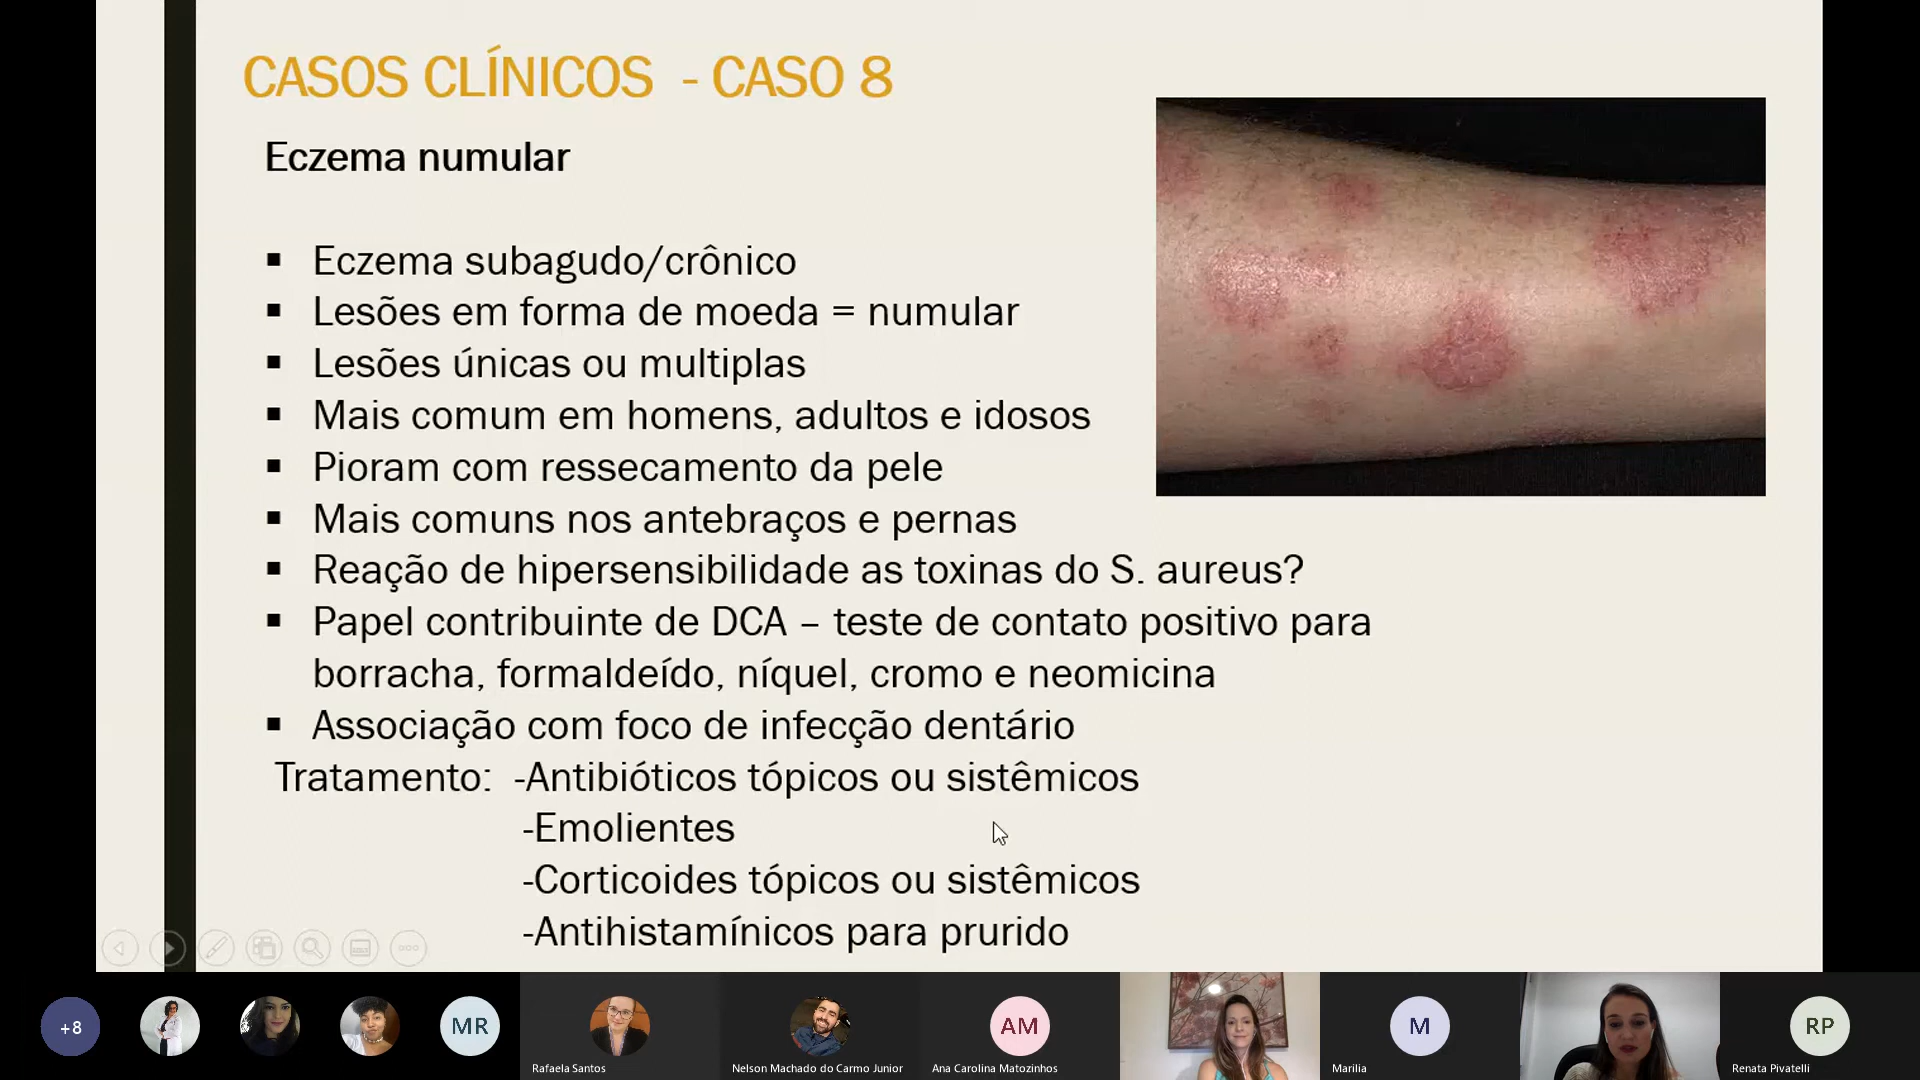 CASOS CLÍNICOS - CASO 8
Eczema numular
▪ Eczema subagudo/crônico
▪ Lesões em forma de moeda = numular
▪ Lesões únicas ou multiplas
▪ Mais comum em homens, adultos e idosos
▪ Pioram com ressecamento da pele
▪ Mais comuns nos antebraços e pernas
▪ Reação de hipersensibilidade as toxinas do S. aureus?
▪ Papel contribuinte de DCA – teste de contato positivo para
borracha, formaldeído, níquel, cromo e neomicina
▪ Associação com foco de infecção dentário
Tratamento: -Antibióticos tópicos ou sistêmicos
-Emolientes
-Corticoides tópicos ou sistêmicos
-Antihistamínicos para prurido
+8
MR
AM
M
RP
Rafaela Santos
Nelson Machado do Carmo Junior
Ana Carolina Matozinhos
Marilia
Renata Pivatelli